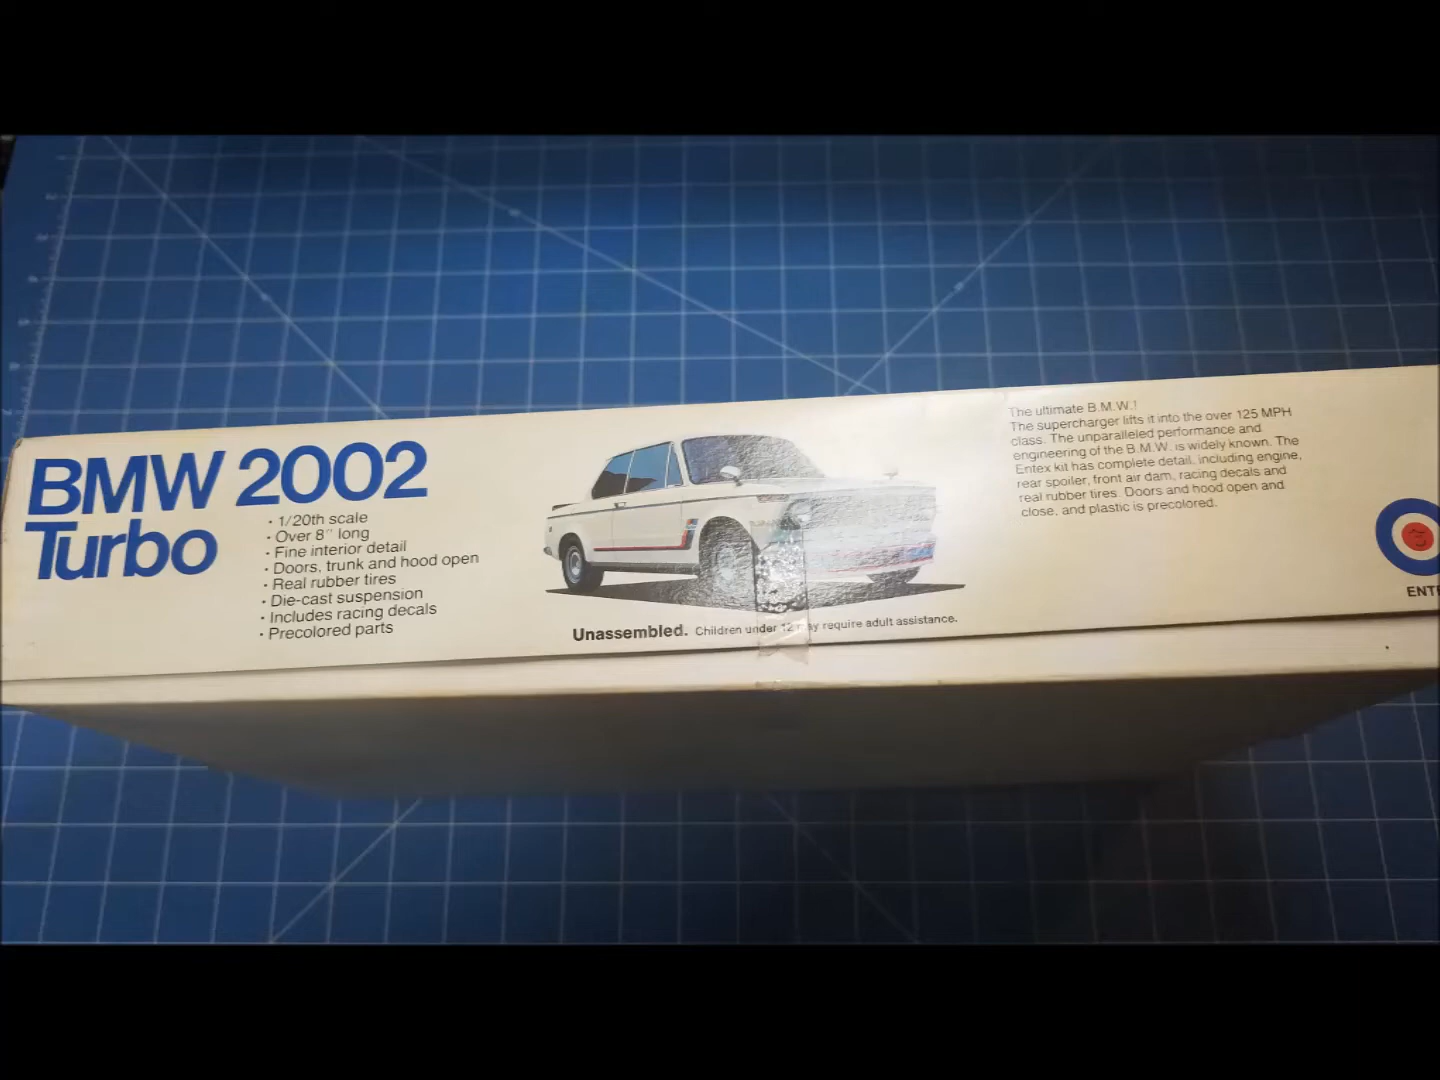 BMW 2002
Turbo
· 1/20th scale
· Over 8" long
· Fine interior detail
· Doors, trunk and hood open
· Real rubber tires
· Die-cast suspension
· Includes racing decals
· Precolored parts
Unassembled. Children under 12 may require adult assistance.
The ultimate B.M.W.!
The supercharger lifts it into the over 125 MPH
class. The unparalleled performance and
engineering of the B.M.W. is widely known. The
Entex kit has complete detail, including engine,
rear spoiler, front air dam, racing decals and
real rubber tires. Doors and hood open and
close, and plastic is precolored.
ENTE